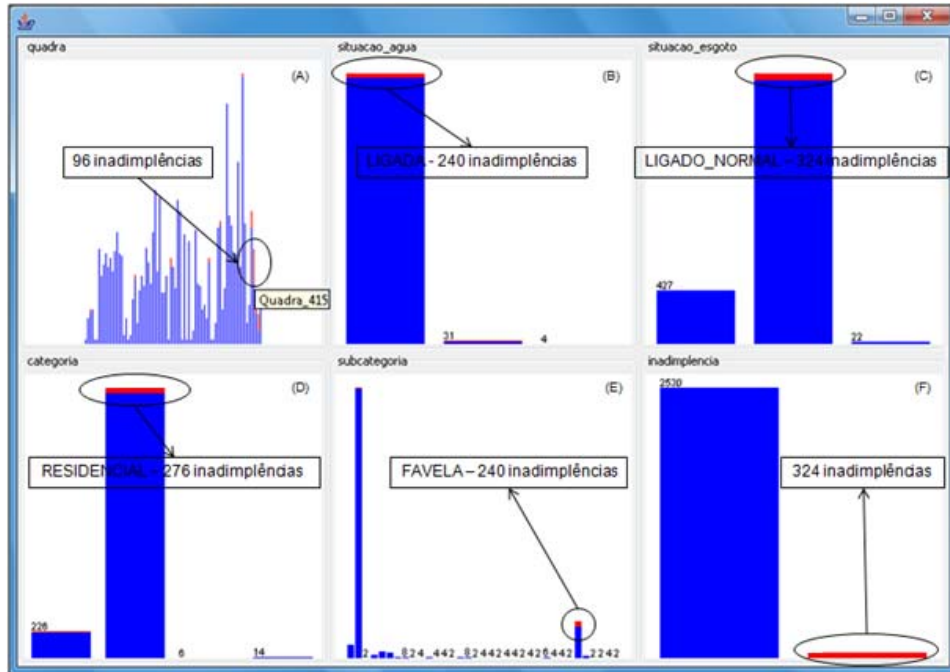 quadra
(A)
96 inadimplências
Quadra_415
situacao_agua
(B)
LIGADA - 240 inadimplências
31
4
situacao_esgoto
(C)
LIGADO_NORMAL – 324 inadimplências
427
22
categoria
(D)
RESIDENCIAL – 276 inadimplências
226
6
14
subcategoria
(E)
FAVELA – 240 inadimplências
inadimplencia
(F)
2530
324 inadimplências